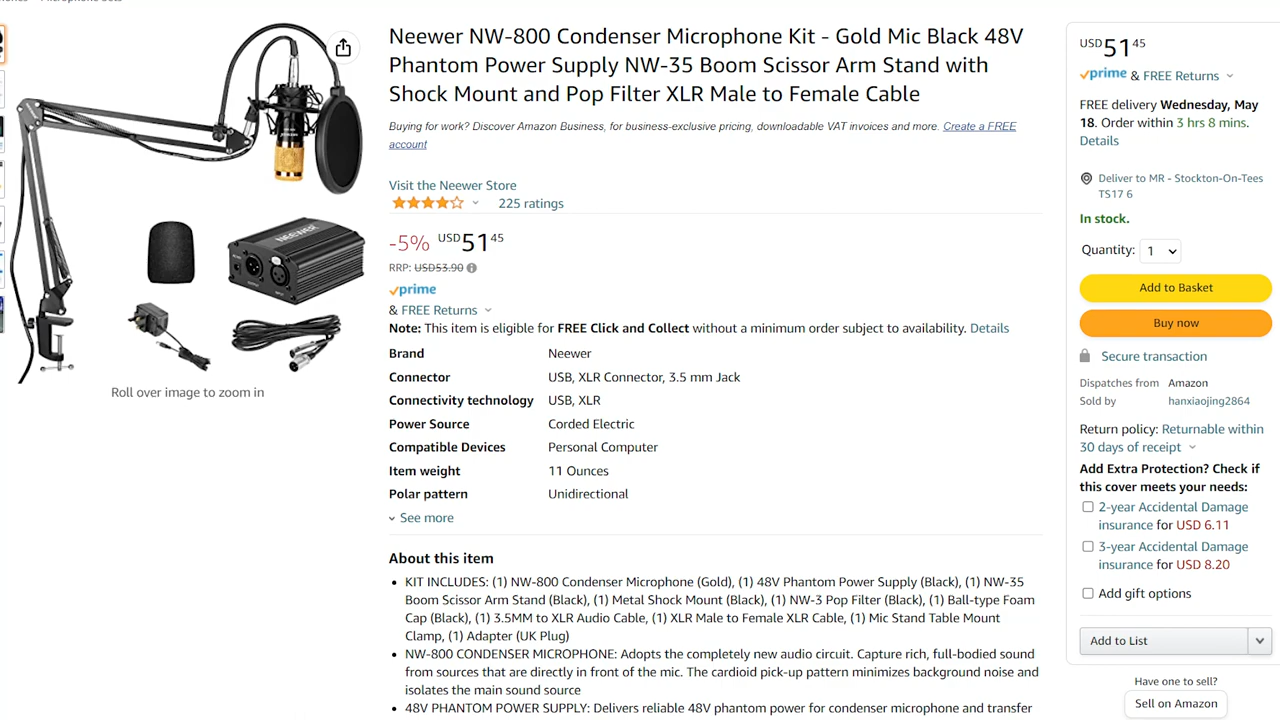 Neewer NW-800 Condenser Microphone Kit - Gold Mic Black 48V
Phantom Power Supply NW-35 Boom Scissor Arm Stand with
Shock Mount and Pop Filter XLR Male to Female Cable
Buying for work? Discover Amazon Business, for business-exclusive pricing, downloadable VAT invoices and more. Create a FREE
account
Visit the Neewer Store
225 ratings
-5% USD5145
RRP: USD53.90
prime
& FREE Returns
Note: This item is eligible for FREE Click and Collect without a minimum order subject to availability. Details
Brand Neewer
Connector USB, XLR Connector, 3.5 mm Jack
Connectivity technology USB, XLR
Power Source Corded Electric
Compatible Devices Personal Computer
Item weight 11 Ounces
Polar pattern Unidirectional
See more
About this item
• KIT INCLUDES: (1) NW-800 Condenser Microphone (Gold), (1) 48V Phantom Power Supply (Black), (1) NW-35
Boom Scissor Arm Stand (Black), (1) Metal Shock Mount (Black), (1) NW-3 Pop Filter (Black), (1) Ball-type Foam
Cap (Black), (1) 3.5MM to XLR Audio Cable, (1) XLR Male to Female XLR Cable, (1) Mic Stand Table Mount
Clamp, (1) Adapter (UK Plug)
• NW-800 CONDENSER MICROPHONE: Adopts the completely new audio circuit. Capture rich, full-bodied sound
from sources that are directly in front of the mic. The cardioid pick-up pattern minimizes background noise and
isolates the main sound source
• 48V PHANTOM POWER SUPPLY: Delivers reliable 48V phantom power for condenser microphone and transfer
NEEWER
Roll over image to zoom in
USD5145
prime & FREE Returns
FREE delivery Wednesday, May
18. Order within 3 hrs 8 mins.
Details
Deliver to MR - Stockton-On-Tees
TS17 6
In stock.
Quantity: 1
Add to Basket
Buy now
Secure transaction
Dispatches from Amazon
Sold by hanxiaojing2864
Return policy: Returnable within
30 days of receipt
Add Extra Protection? Check if
this cover meets your needs:
2-year Accidental Damage
insurance for USD 6.11
3-year Accidental Damage
insurance for USD 8.20
Add gift options
Add to List
Have one to sell?
Sell on Amazon